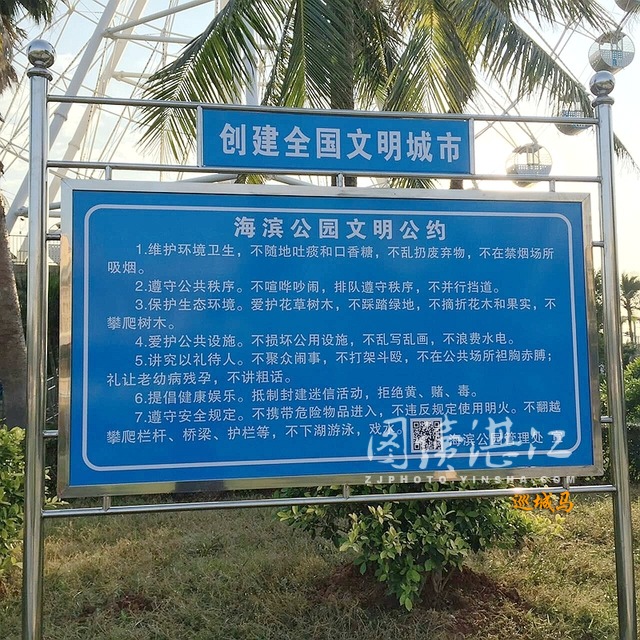 创建全国文明城市
海滨公园文明公约
1.维护环境卫生，不随地吐痰和口香糖，不乱扔废弃物，不在禁烟场所
吸烟。
2.遵守公共秩序。不喧哗吵闹，排队遵守秩序，不并行挡道。
3.保护生态环境。爱护花草树木，不踩踏绿地，不摘折花木和果实，不
攀爬树木。
4.爱护公共设施。不损坏公用设施，不乱写乱画，不浪费水电。
5.讲究以礼待人。不聚众闹事，不打架斗殴，不在公共场所袒胸赤膊；
礼让老幼病残孕，不讲粗话。
6.提倡健康娱乐。抵制封建迷信活动，拒绝黄、赌、毒。
7.遵守安全规定。不携带危险物品进入，不违反规定使用明火。不翻越
攀爬栏杆、桥梁、护栏等，不下湖游泳，戏水
海滨公园管理处
图读湛江
ZJPHOTO.YINSHA.COM
巡城马